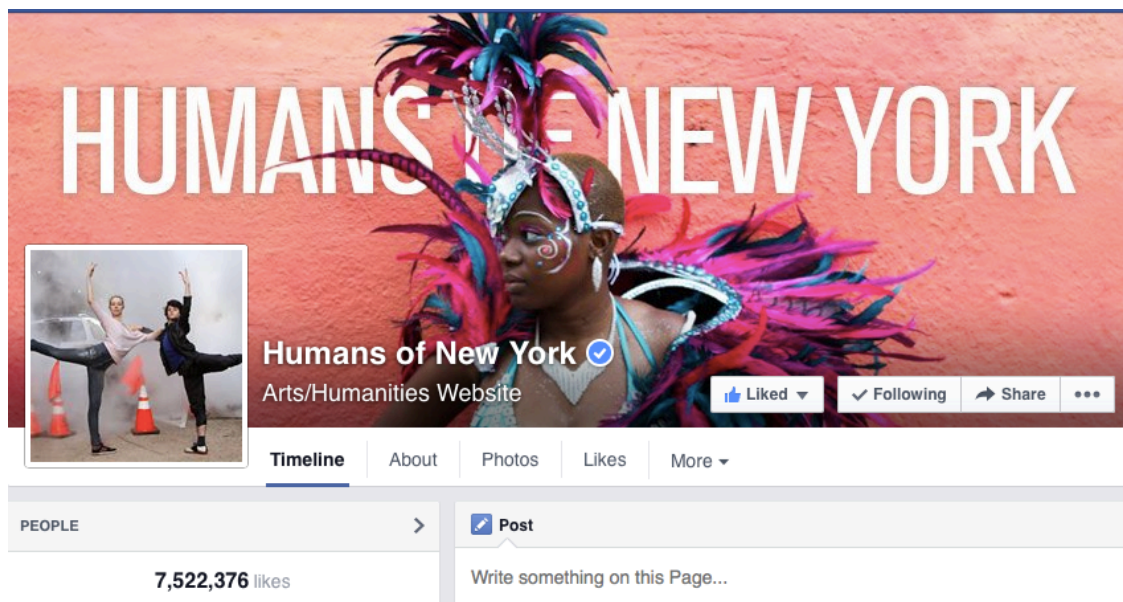 HUMANS OF NEW YORK
Humans of New York
Arts/Humanities Website
Liked
Following
Share
Timeline
About
Photos
Likes
More
PEOPLE
7,522,376 likes
Post
Write something on this Page...